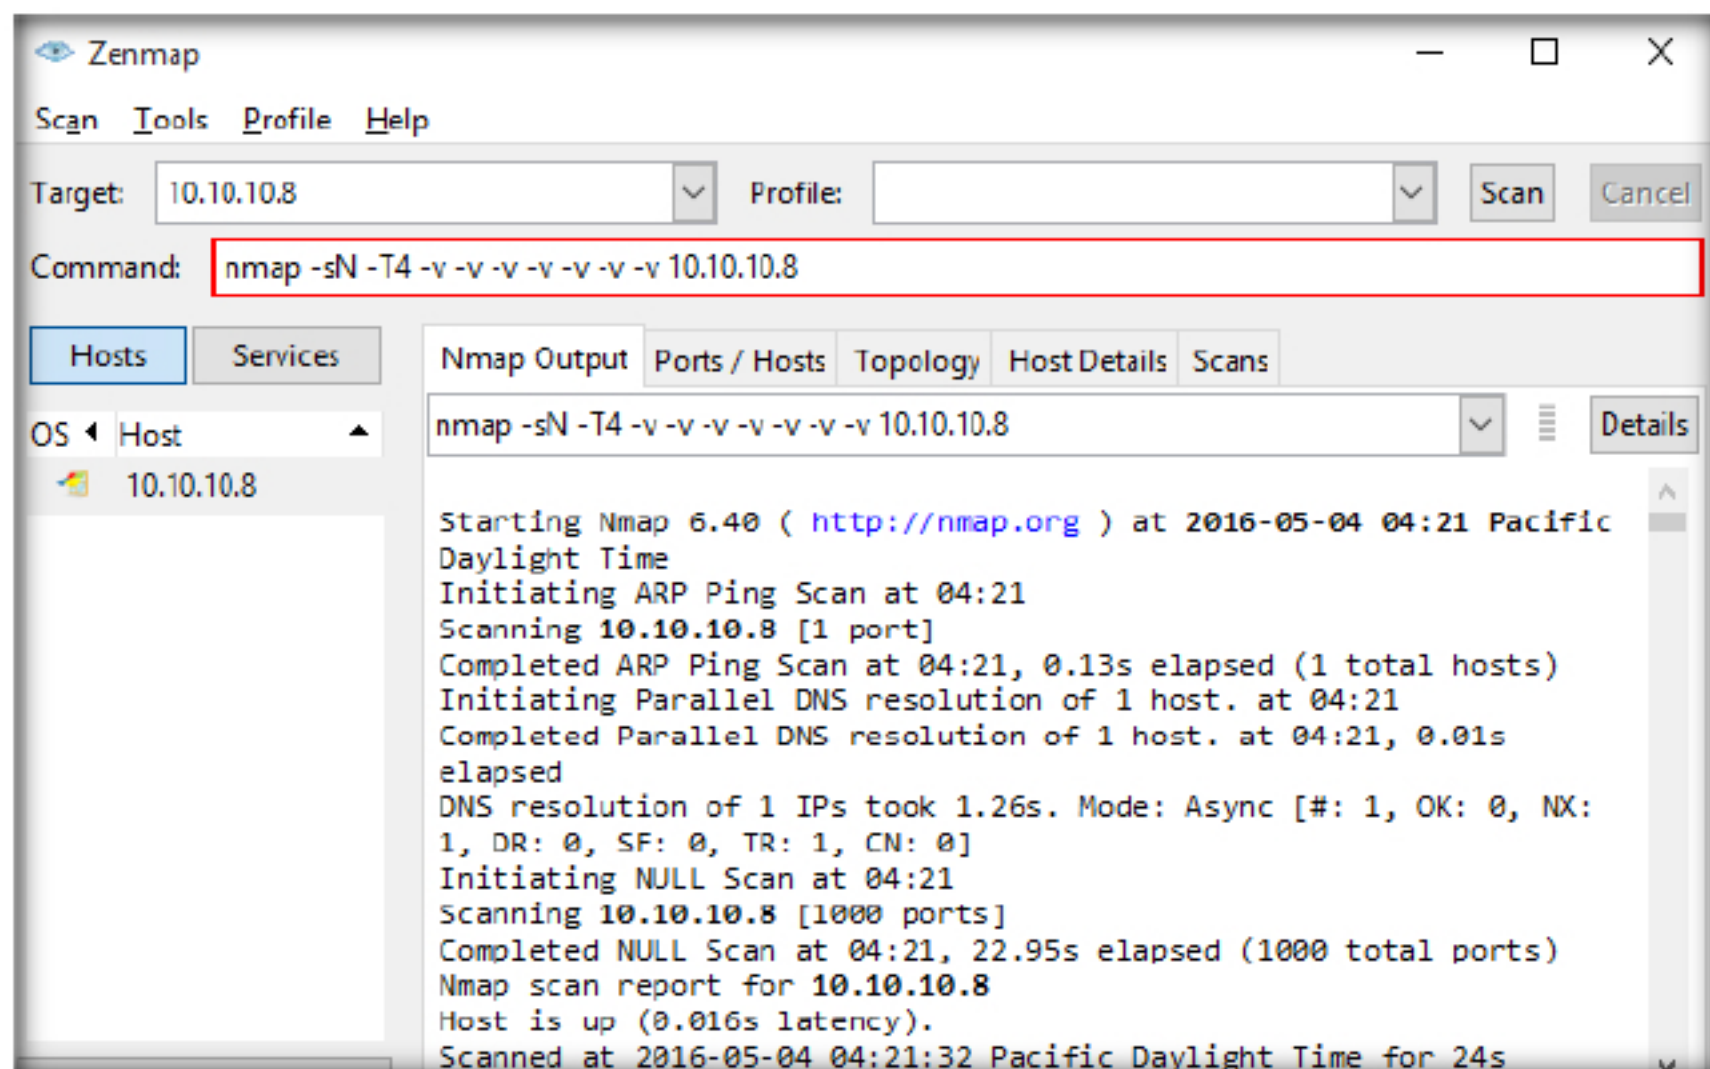 Zenmap
Scan Tools Profile Help
Target: 10.10.10.8 Profile: Scan Cancel
Command: nmap -sN -T4 -v -v -v -v -v -v -v 10.10.10.8
Hosts Services Nmap Output Ports / Hosts Topology Host Details Scans
nmap -sN -T4 -v -v -v -v -v -v -v 10.10.10.8 Details
OS Host
10.10.10.8
Starting Nmap 6.40 ( http://nmap.org ) at 2016-05-04 04:21 Pacific
Daylight Time
Initiating ARP Ping Scan at 04:21
Scanning 10.10.10.8 [1 port]
Completed ARP Ping Scan at 04:21, 0.13s elapsed (1 total hosts)
Initiating Parallel DNS resolution of 1 host. at 04:21
Completed Parallel DNS resolution of 1 host. at 04:21, 0.01s
elapsed
DNS resolution of 1 IPs took 1.26s. Mode: Async [#: 1, OK: 0, NX:
1, DR: 0, SF: 0, TR: 1, CN: 0]
Initiating NULL Scan at 04:21
Scanning 10.10.10.8 [1000 ports]
Completed NULL Scan at 04:21, 22.95s elapsed (1000 total ports)
Nmap scan report for 10.10.10.8
Host is up (0.016s latency).
Scanned at 2016-05-04 04:21:32 Pacific Daylight Time for 24s